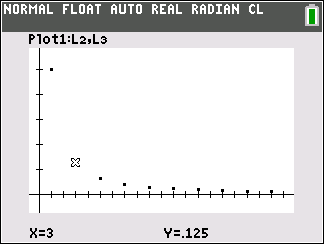 NORMAL FLOAT AUTO REAL RADIAN CL
Plot1:L2,L3
X=3 Y=.125